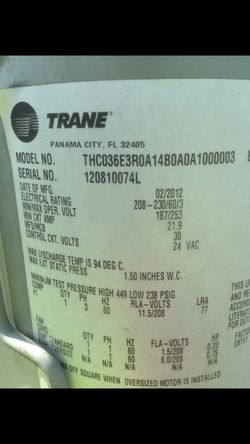 TRANE
PANAMA CITY, FL 32405
MODEL NO. THC036E3R0A14B0A0A1000003
SERIAL NO. 120810074L
DATE OF MFG. 02/2012
ELECTRICAL RATING 208-230/60/3
MIN/MAX OPER. VOLT 187/253
MIN CKT AMP 21.9
MFS/MCB 30
CONTROL CKT. VOLTS 24 VAC
MAX DISCHARGE TEMP IS 94 DEG C.
MAX EXT STATIC PRESS 1.50 INCHES W.C.
MINIMUM TEST PRESSURE HIGH 449 LOW 238 PSIG
QTY PH HZ RLA-VOLTS LRA
1 3 60 11.5/208 77
FAN QTY PH HZ FLA-VOLTS HP
STANDARD 1 1 60 1.5/208 0.20
OVERSIZE 1 1 60 6.0/208 0.75
OFF SQUARE WHEN OVERSIZED MOTOR IS INSTALLED